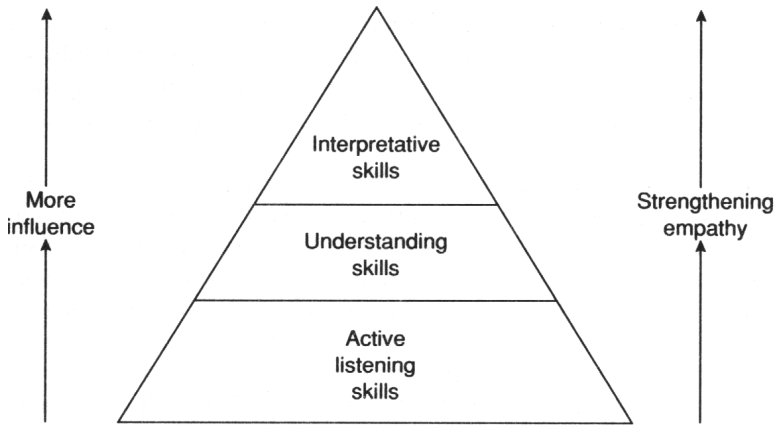 Interpretative
skills
More
influence
Strengthening
empathy
Understanding
skills
Active
listening
skills